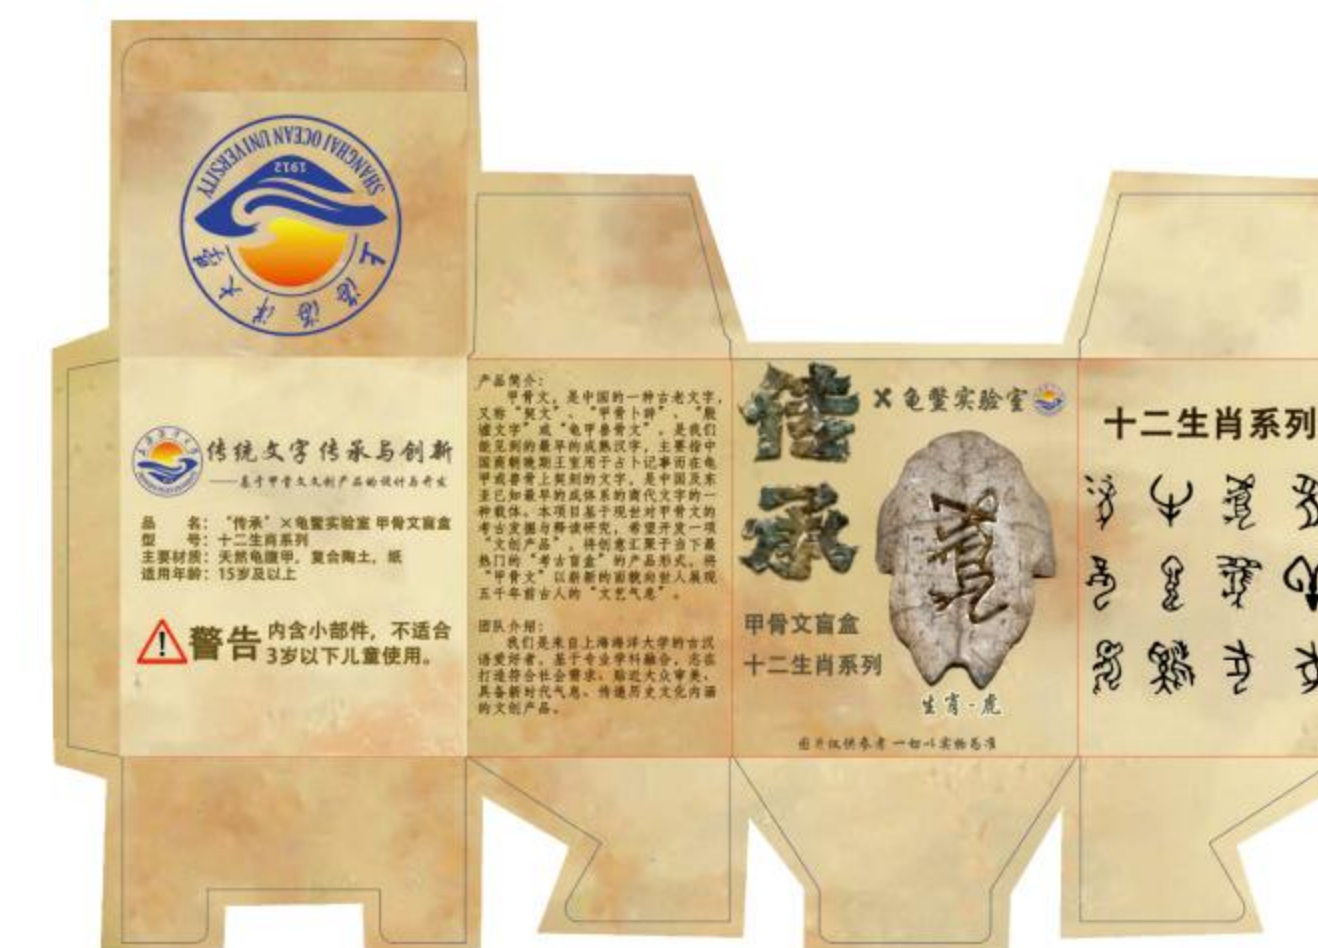 SHANGHAI OCEAN UNIVERSITY
1912
上海海洋大学
传统文字传承与创新
——基于甲骨文文创产品的设计与开发
品 名：“传承”×龟鳖实验室 甲骨文盲盒
型 号：十二生肖系列
主要材质：天然龟腹甲，复合陶土，纸
适用年龄：15岁及以上
警告
内含小部件，不适合
3岁以下儿童使用。
产品简介：
甲骨文，是中国的一种古老文字，
又称“契文”、“甲骨卜辞”、“殷
墟文字”或“龟甲兽骨文”。是我们
能见到的最早的成熟汉字，主要指中
国商朝晚期王室用于占卜记事而在龟
甲或兽骨上契刻的文字，是中国及东
亚已知最早的成体系的商代文字的一
种载体。本项目基于现世对甲骨文的
考古发掘与释读研究，希望开发一项
“文创产品”，将创意汇聚于当下最
热门的“考古盲盒”的产品形式，将
“甲骨文”以崭新的面貌向世人展现
五千年前古人的“文艺气息”。
团队介绍：
我们是来自上海海洋大学的古汉
语爱好者，基于专业学科融合，志在
打造符合社会需求、贴近大众审美、
具备新时代气息、传递历史文化内涵
的文创产品。
传承
× 龟鳖实验室
甲骨文盲盒
十二生肖系列
生肖-虎
图片仅供参考 一切以实物为准
十二生肖系列